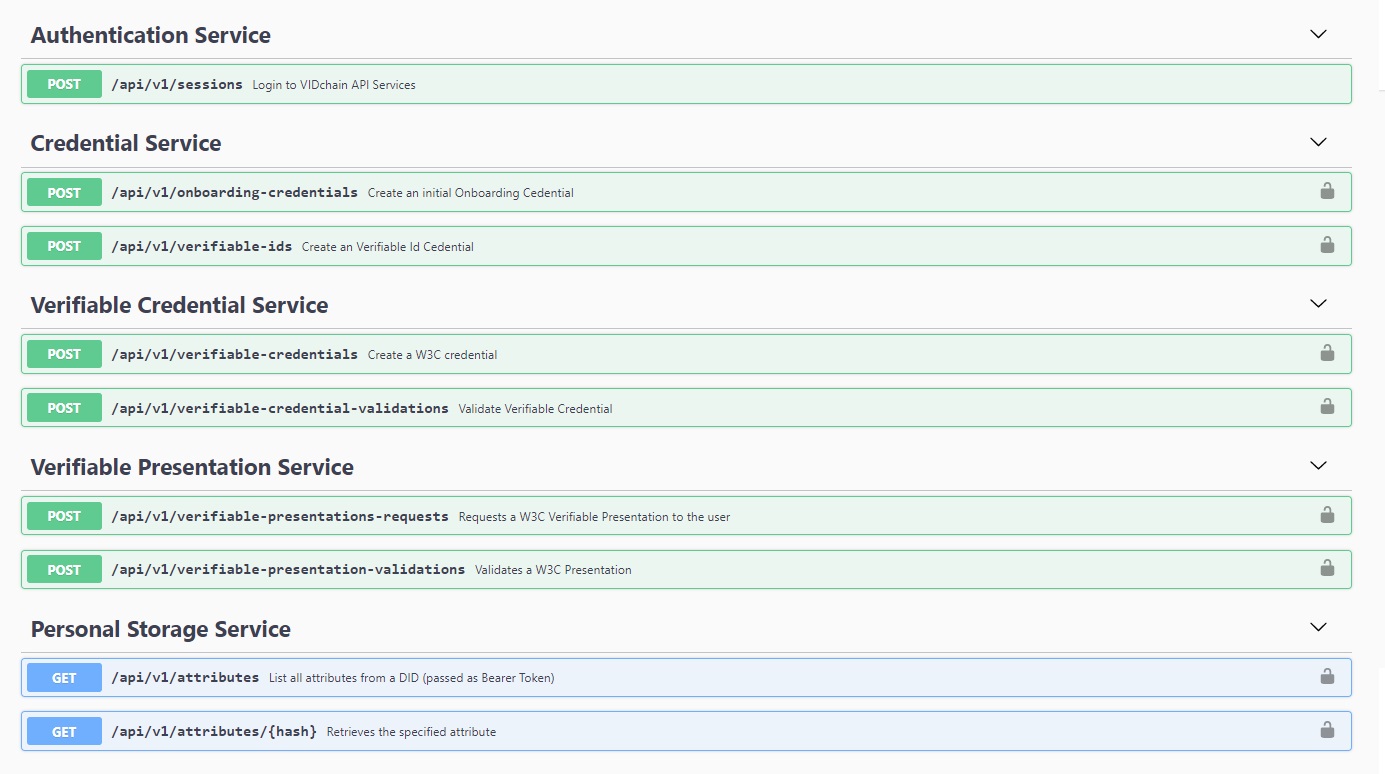 Authentication Service
POST /api/v1/sessions Login to VIDchain API Services
Credential Service
POST /api/v1/onboarding-credentials Create an initial Onboarding Cedential
POST /api/v1/verifiable-ids Create an Verifiable Id Cedential
Verifiable Credential Service
POST /api/v1/verifiable-credentials Create a W3C credential
POST /api/v1/verifiable-credential-validations Validate Verifiable Credential
Verifiable Presentation Service
POST /api/v1/verifiable-presentations-requests Requests a W3C Verifiable Presentation to the user
POST /api/v1/verifiable-presentation-validations Validates a W3C Presentation
Personal Storage Service
GET /api/v1/attributes List all attributes from a DID (passed as Bearer Token)
GET /api/v1/attributes/{hash} Retrieves the specified attribute